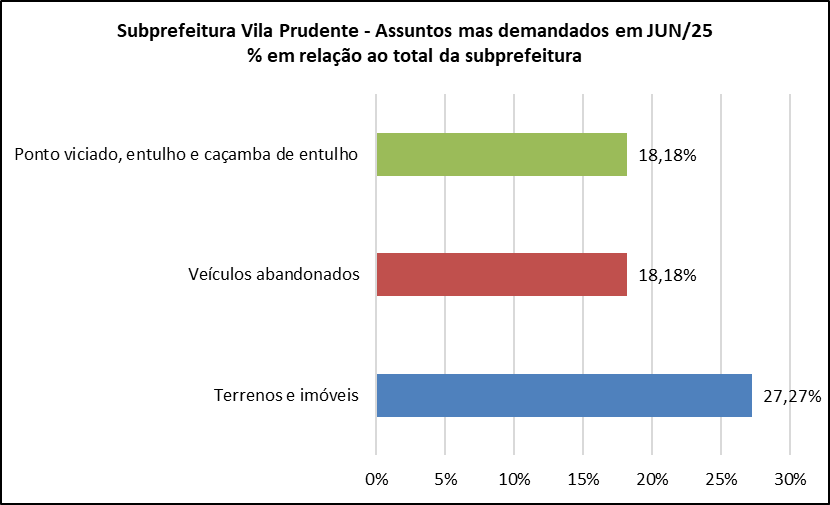 Subprefeitura Vila Prudente - Assuntos mas demandados em JUN/25
% em relação ao total da subprefeitura
Ponto viciado, entulho e caçamba de entulho
18,18%
Veículos abandonados
18,18%
Terrenos e imóveis
27,27%
0% 5% 10% 15% 20% 25% 30%